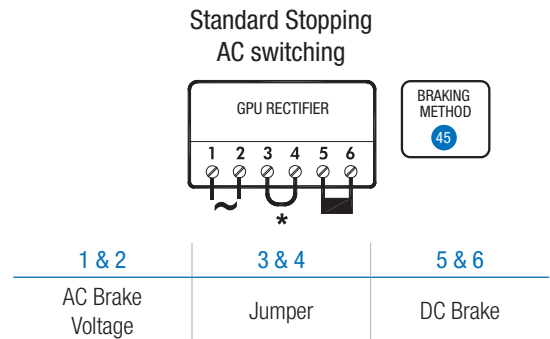 Standard Stopping
AC switching
GPU RECTIFIER
1 2 3 4 5 6
~
*
BRAKING
METHOD
45
1 & 2 3 & 4 5 & 6
AC Brake
Voltage
Jumper
DC Brake